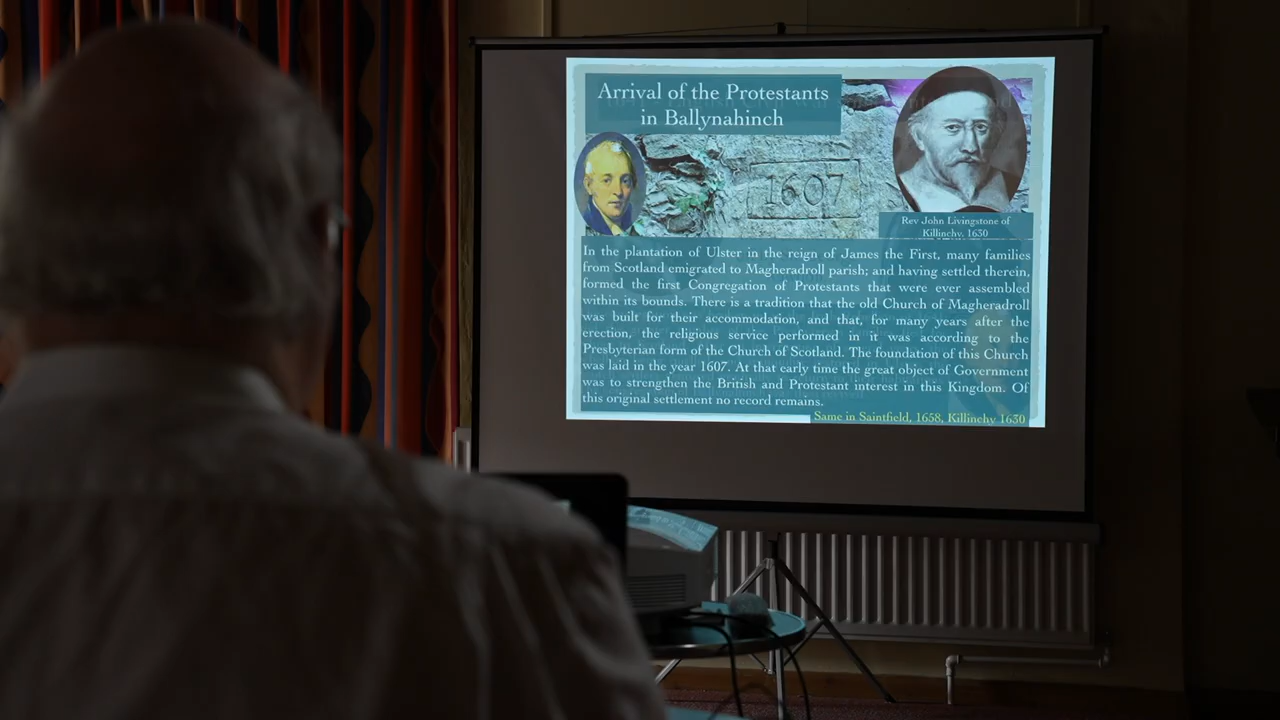 Arrival of the Protestants
in Ballynahinch
1607
Rev John Livingstone of
Killinchy, 1630
In the plantation of Ulster in the reign of James the First, many families
from Scotland emigrated to Magheradroll parish; and having settled therein,
formed the first Congregation of Protestants that were ever assembled
within its bounds. There is a tradition that the old Church of Magheradroll
was built for their accommodation, and that, for many years after the
erection, the religious service performed in it was according to the
Presbyterian form of the Church of Scotland. The foundation of this Church
was laid in the year 1607. At that early time the great object of Government
was to strengthen the British and Protestant interest in this Kingdom. Of
this original settlement no record remains.
Same in Saintfield, 1658, Killinchy 1630